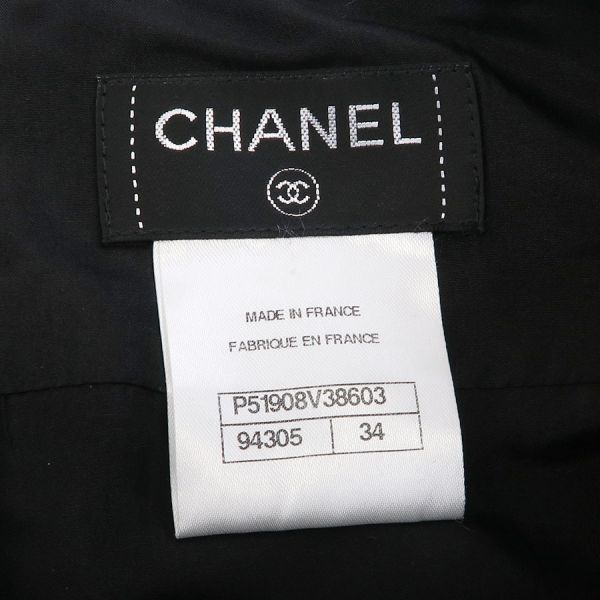 CHANEL
MADE IN FRANCE
FABRIQUE EN FRANCE
P51908V38603
94305 34